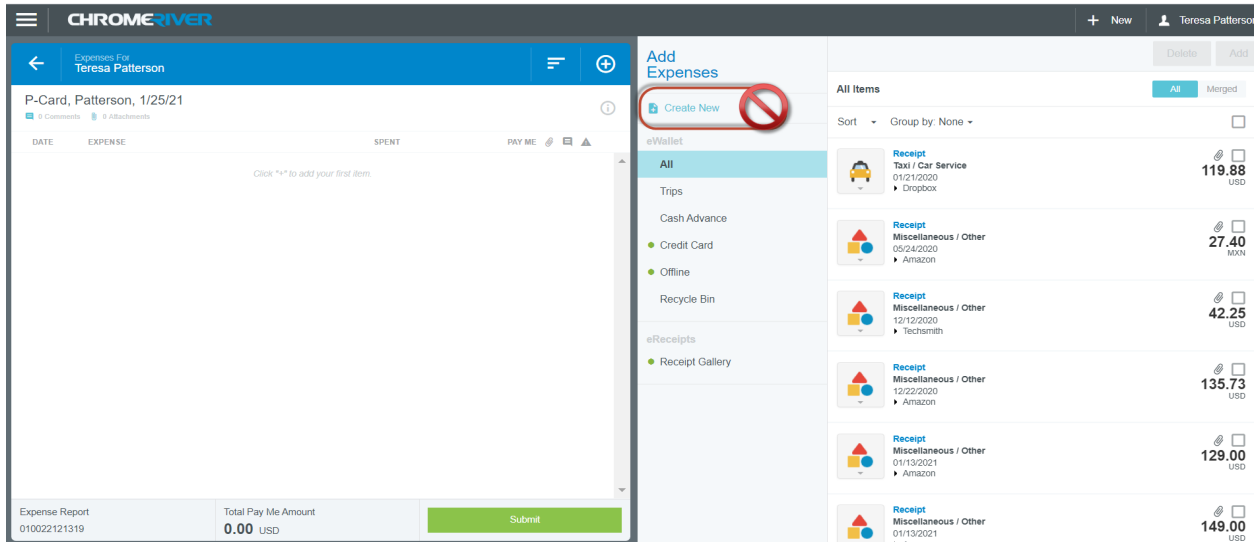 CHROMERIVER
+ New
Teresa Patterson
Expenses For
Teresa Patterson
P-Card, Patterson, 1/25/21
0 Comments 0 Attachments
DATE EXPENSE SPENT PAY ME
Click "+" to add your first item.
Expense Report
010022121319
Total Pay Me Amount
0.00 USD
Submit
Add
Expenses
Create New
eWallet
All
Trips
Cash Advance
Credit Card
Offline
Recycle Bin
eReceipts
Receipt Gallery
Delete Add
All Items
All Merged
Sort Group by: None
Receipt
Taxi / Car Service
01/21/2020
Dropbox
119.88
USD
Receipt
Miscellaneous / Other
05/24/2020
Amazon
27.40
MXN
Receipt
Miscellaneous / Other
12/12/2020
Techsmith
42.25
USD
Receipt
Miscellaneous / Other
12/22/2020
Amazon
135.73
USD
Receipt
Miscellaneous / Other
01/13/2021
Amazon
129.00
USD
Receipt
Miscellaneous / Other
01/13/2021
149.00
USD